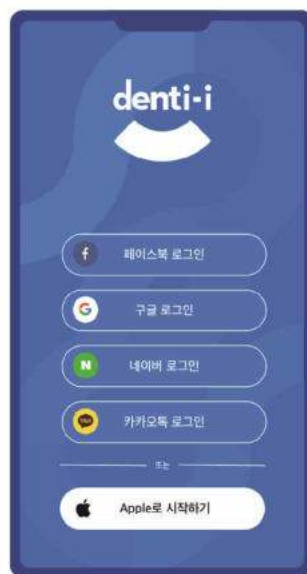 denti-i
페이스북 로그인
구글 로그인
네이버 로그인
카카오톡 로그인
또는
Apple로 시작하기